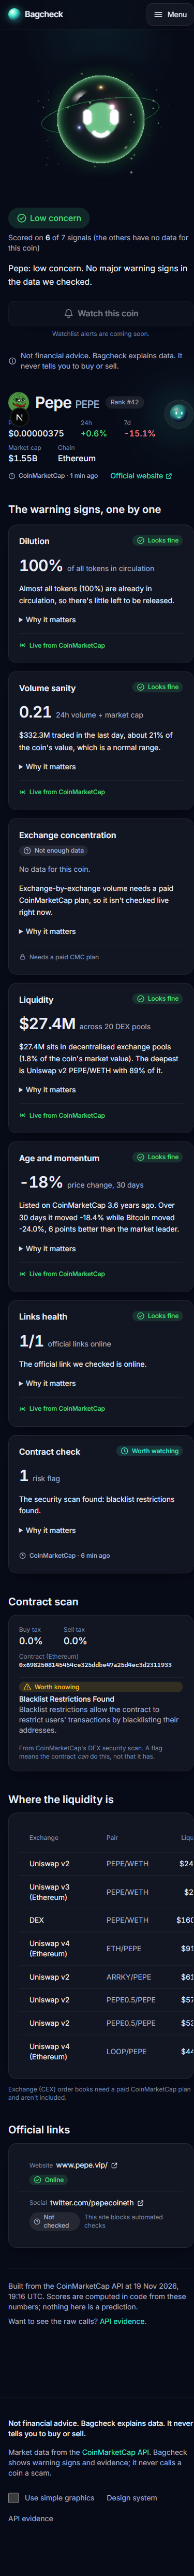 Bagcheck
Menu
Low concern
Scored on 6 of 7 signals (the others have no data for
this coin)
Pepe: low concern. No major warning signs in
the data we checked.
Watch this coin
Watchlist alerts are coming soon.
Not financial advice. Bagcheck explains data. It
never tells you to buy or sell.
Pepe PEPE Rank #42
24h
7d
$0.00000375
+0.6%
-15.1%
Market cap
Chain
$1.55B
Ethereum
CoinMarketCap · 1 min ago
Official website
The warning signs, one by one
Dilution
Looks fine
100% of all tokens in circulation
Almost all tokens (100%) are already in
circulation, so there's little left to be released.
Why it matters
Live from CoinMarketCap
Volume sanity
Looks fine
0.21 24h volume ÷ market cap
$332.3M traded in the last day, about 21% of
the coin's value, which is a normal range.
Why it matters
Live from CoinMarketCap
Exchange concentration
Not enough data
No data for this coin.
Exchange-by-exchange volume needs a paid
CoinMarketCap plan, so it isn't checked live
right now.
Why it matters
Needs a paid CMC plan
Liquidity
Looks fine
$27.4M across 20 DEX pools
$27.4M sits in decentralised exchange pools
(1.8% of the coin's market value). The deepest
is Uniswap v2 PEPE/WETH with 89% of it.
Why it matters
Live from CoinMarketCap
Age and momentum
Looks fine
-18% price change, 30 days
Listed on CoinMarketCap 3.6 years ago. Over
30 days it moved -18.4% while Bitcoin moved
-24.0%, 6 points better than the market leader.
Why it matters
Live from CoinMarketCap
Links health
Looks fine
1/1 official links online
The official link we checked is online.
Why it matters
Live from CoinMarketCap
Contract check
Worth watching
1 risk flag
The security scan found: blacklist restrictions
found.
Why it matters
CoinMarketCap · 6 min ago
Contract scan
Buy tax
Sell tax
0.0%
0.0%
Contract (Ethereum)
0x6982508145454ce325ddbe47a25d4ec3d2311933
Worth knowing
Blacklist Restrictions Found
Blacklist restrictions allow the contract to
restrict users' transactions by blacklisting their
addresses.
From CoinMarketCap's DEX security scan. A flag
means the contract can do this, not that it has.
Where the liquidity is
Exchange
Pair
Liqu
Uniswap v2
PEPE/WETH
$24
Uniswap v3
(Ethereum)
PEPE/WETH
$2
DEX
PEPE/WETH
$160
Uniswap v4
(Ethereum)
ETH/PEPE
$91
Uniswap v2
ARRKY/PEPE
$61
Uniswap v2
PEPE0.5/PEPE
$57
Uniswap v2
PEPE0.5/PEPE
$53
Uniswap v4
(Ethereum)
LOOP/PEPE
$44
Exchange (CEX) order books need a paid CoinMarketCap plan
and aren't included.
Official links
Website www.pepe.vip/
Online
Social twitter.com/pepecoineth
Not
checked
This site blocks automated
checks
Built from the CoinMarketCap API at 19 Nov 2026,
19:16 UTC. Scores are computed in code from these
numbers; nothing here is a prediction.
Want to see the raw calls? API evidence.
Not financial advice. Bagcheck explains data. It never
tells you to buy or sell.
Market data from the CoinMarketCap API. Bagcheck
shows warning signs and evidence; it never calls a
coin a scam.
Use simple graphics
Design system
API evidence